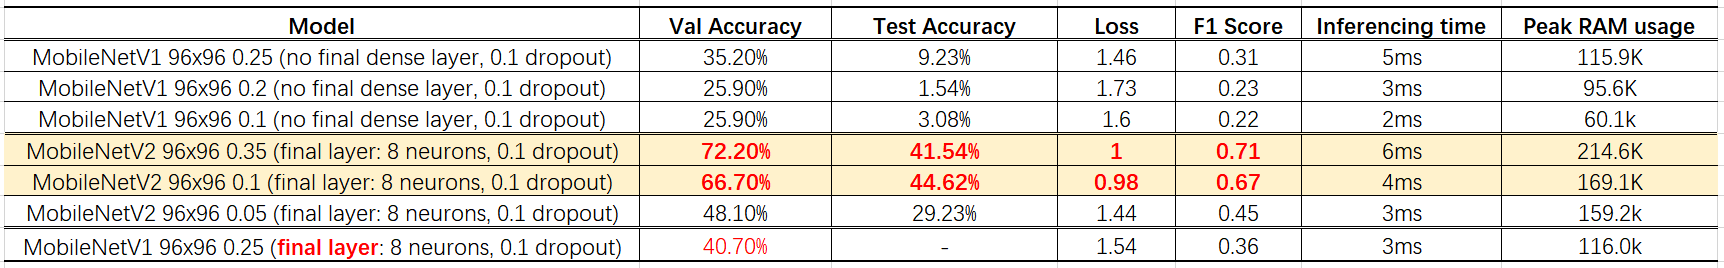 Model Val Accuracy Test Accuracy Loss F1 Score Inferencing time Peak RAM usage
MobileNetV1 96x96 0.25 (no final dense layer, 0.1 dropout) 35.20% 9.23% 1.46 0.31 5ms 115.9K
MobileNetV1 96x96 0.2 (no final dense layer, 0.1 dropout) 25.90% 1.54% 1.73 0.23 3ms 95.6K
MobileNetV1 96x96 0.1 (no final dense layer, 0.1 dropout) 25.90% 3.08% 1.6 0.22 2ms 60.1k
MobileNetV2 96x96 0.35 (final layer: 8 neurons, 0.1 dropout) 72.20% 41.54% 1 0.71 6ms 214.6K
MobileNetV2 96x96 0.1 (final layer: 8 neurons, 0.1 dropout) 66.70% 44.62% 0.98 0.67 4ms 169.1K
MobileNetV2 96x96 0.05 (final layer: 8 neurons, 0.1 dropout) 48.10% 29.23% 1.44 0.45 3ms 159.2k
MobileNetV1 96x96 0.25 (final layer: 8 neurons, 0.1 dropout) 40.70% - 1.54 0.36 3ms 116.0k